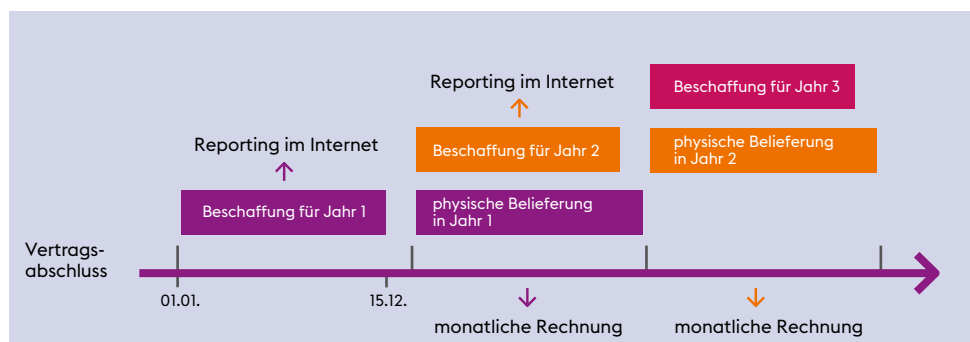 Beschaffung für Jahr 3
Reporting im Internet
Beschaffung für Jahr 2
physische Belieferung
in Jahr 2
Reporting im Internet
Beschaffung für Jahr 1
physische Belieferung
in Jahr 1
Vertrags-
abschluss
01.01.
15.12.
monatliche Rechnung
monatliche Rechnung